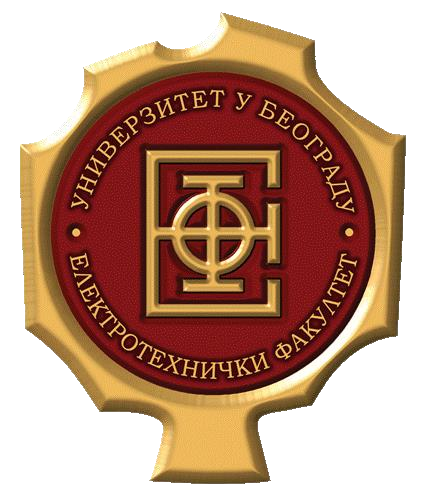 УНИВЕРЗИТЕТ У БЕОГРАДУ
ЕЛЕКТРОТЕХНИЧКИ ФАКУЛТЕТ